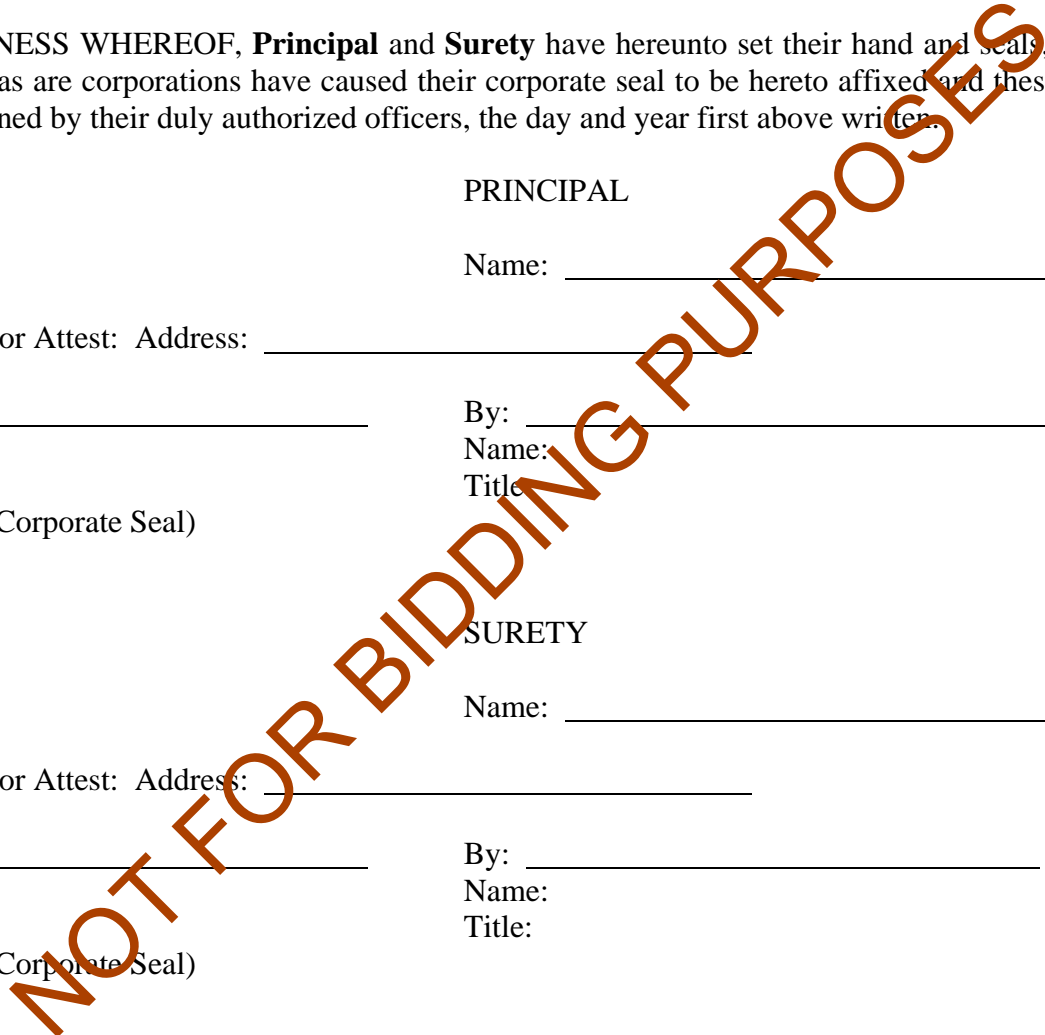 NESS WHEREOF, Principal and Surety have hereunto set their hand and seals,
as are corporations have caused their corporate seal to be hereto affixed and thes
ned by their duly authorized officers, the day and year first above written.
PRINCIPAL
Name:
or Attest: Address:
By:
Name:
Title:
Corporate Seal)
SURETY
Name:
or Attest: Address:
By:
Name:
Title:
Corporate Seal)
NOT FOR BIDDING PURPOSES